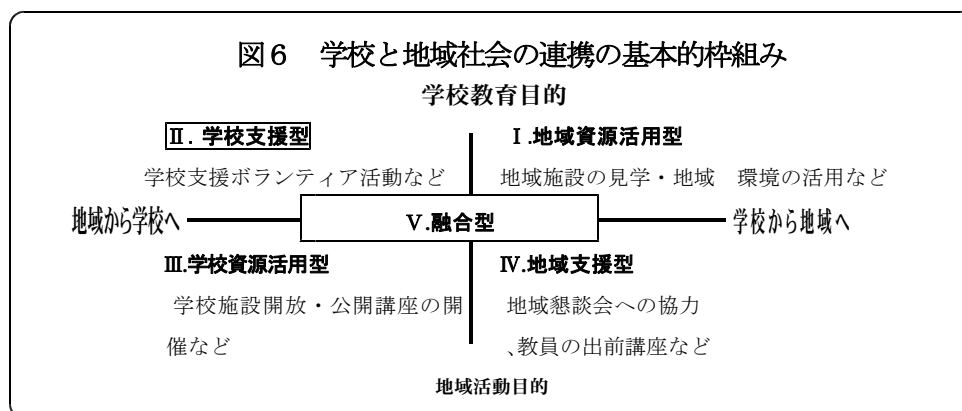 図6　学校と地域社会の連携の基本的枠組み
学校教育目的
Ⅱ. 学校支援型
Ⅰ.地域資源活用型
学校支援ボランティア活動など
地域施設の見学・地域　環境の活用など
地域から学校へ
Ⅴ.融合型
学校から地域へ
Ⅲ.学校資源活用型
Ⅳ.地域支援型
学校施設開放・公開講座の開
催など
地域懇談会への協力
、教員の出前講座など
地域活動目的